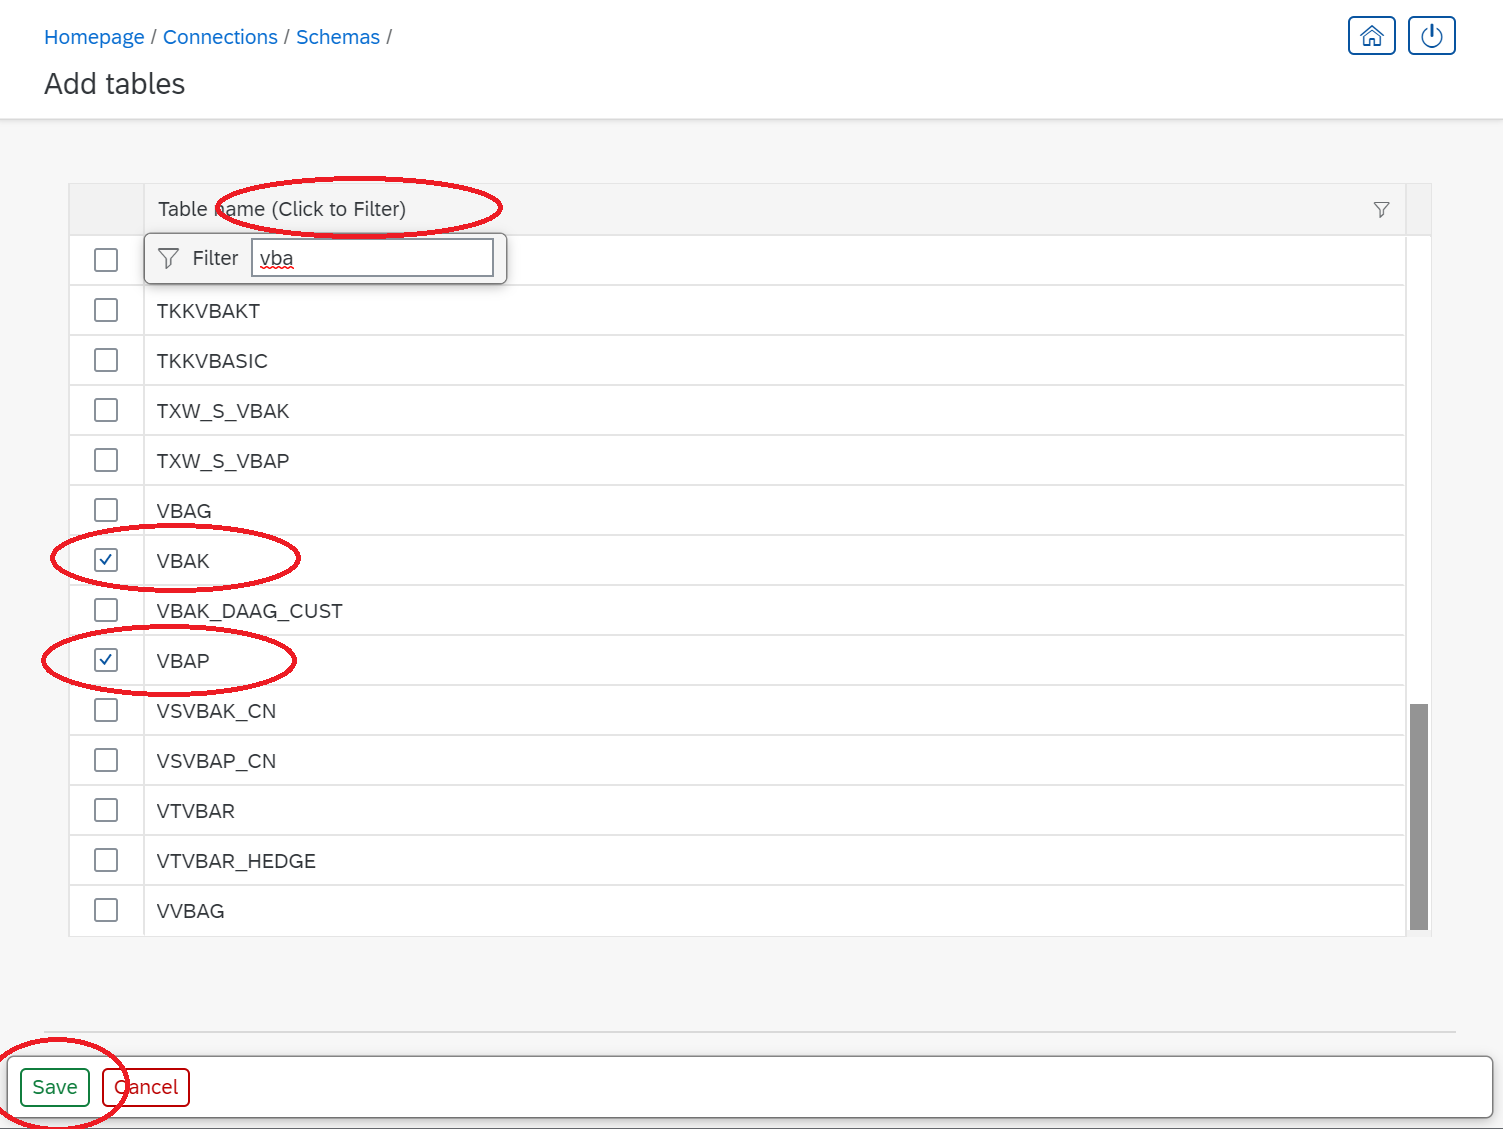 Homepage / Connections / Schemas /
Add tables
Table name (Click to Filter)
Filter vba
TKKVBAKT
TKKVBASIC
TXW_S_VBAK
TXW_S_VBAP
VBAG
VBAK
VBAK_DAAG_CUST
VBAP
VSVBAK_CN
VSVBAP_CN
VTVBAR
VTVBAR_HEDGE
VVBAG
Save Cancel